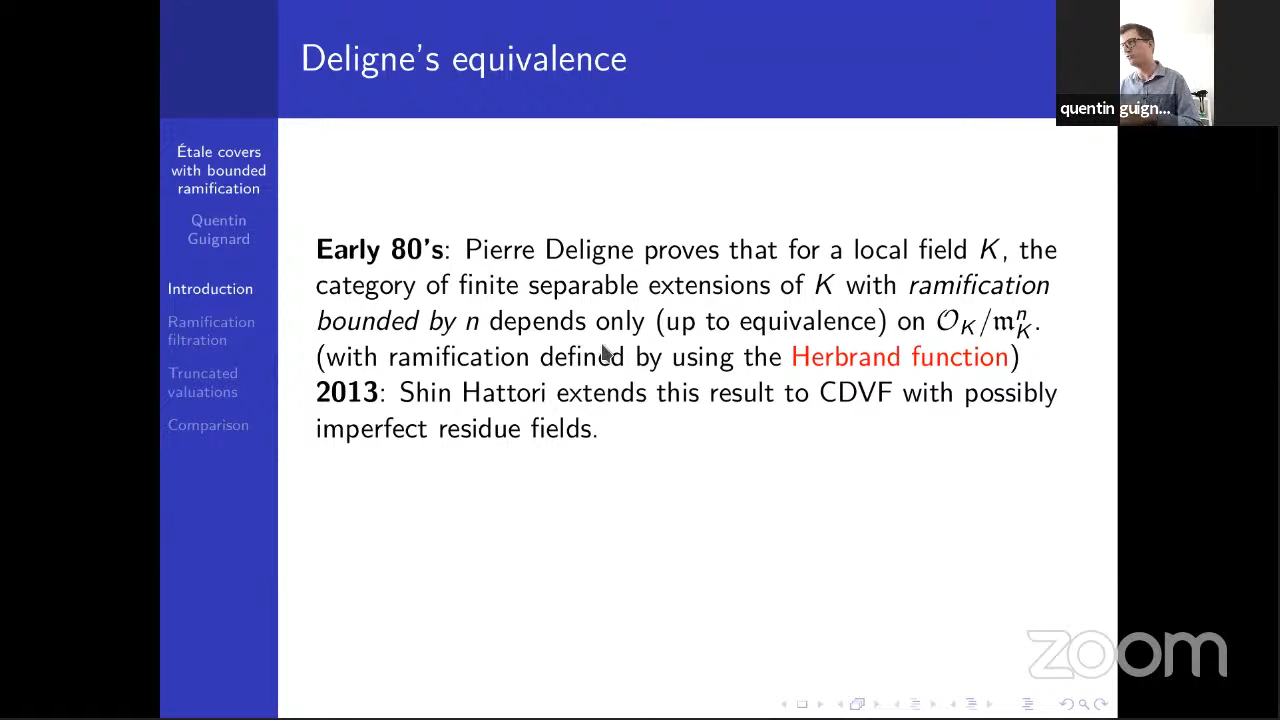 Deligne's equivalence
quentin guign...
Étale covers
with bounded
ramification
Quentin
Guignard
Introduction
Ramification
filtration
Truncated
valuations
Comparison
Early 80's: Pierre Deligne proves that for a local field K, the
category of finite separable extensions of K with ramification
bounded by n depends only (up to equivalence) on 𝒪_K/𝔪_K^n.
(with ramification defined by using the Herbrand function)
2013: Shin Hattori extends this result to CDVF with possibly
imperfect residue fields.
zoom